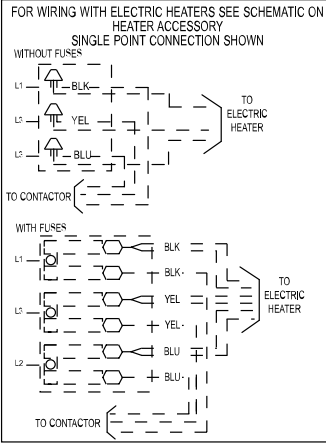 FOR WIRING WITH ELECTRIC HEATERS SEE SCHEMATIC ON
HEATER ACCESSORY
SINGLE POINT CONNECTION SHOWN
WITHOUT FUSES
L1
BLK
L3
YEL
L3
BLU
TO
ELECTRIC
HEATER
TO CONTACTOR
WITH FUSES
L1
BLK
BLK
L3
YEL
YEL
L2
BLU
BLU
TO
ELECTRIC
HEATER
TO CONTACTOR